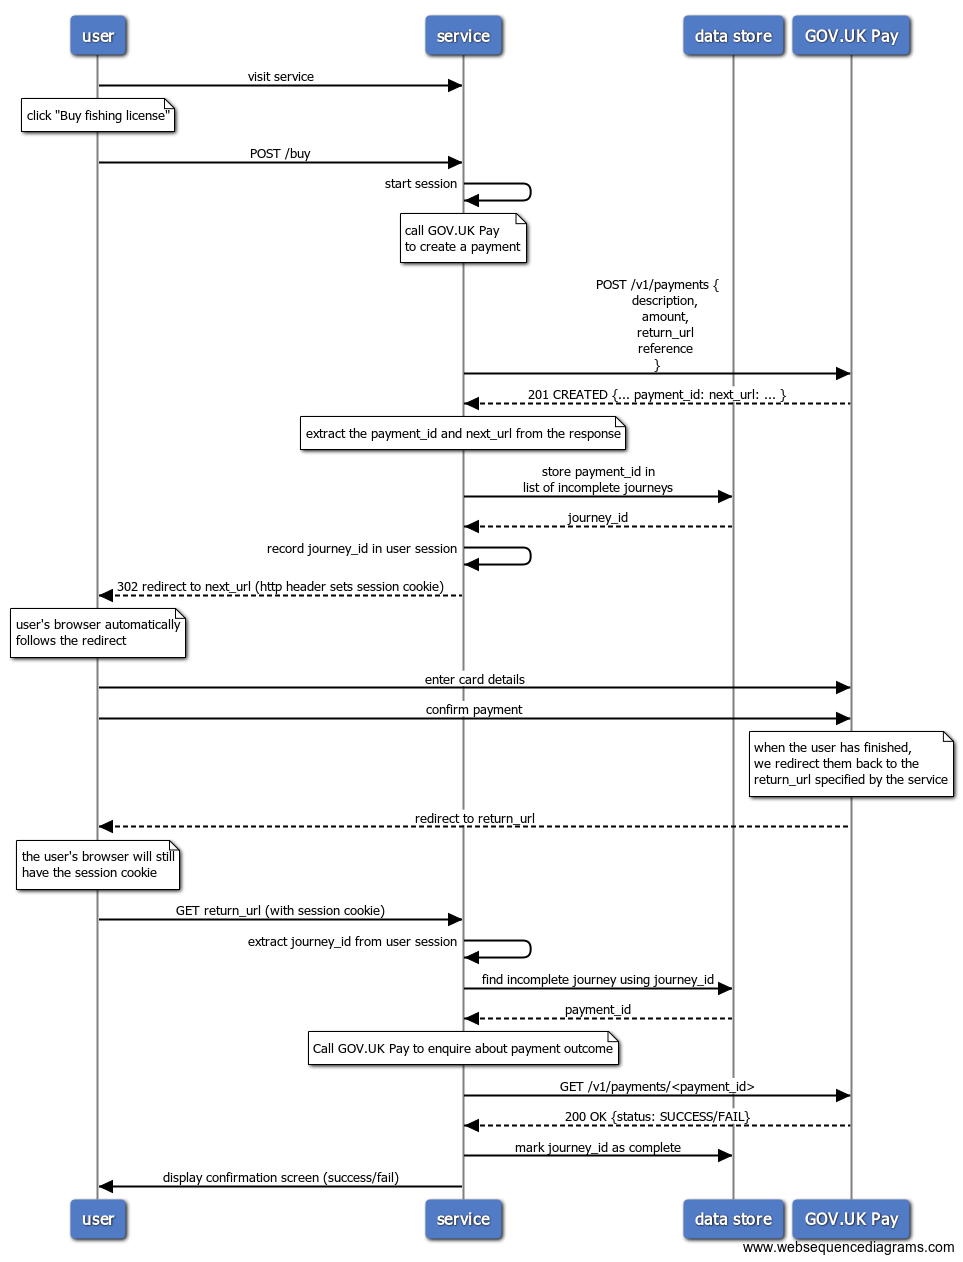 user
service
data store
GOV.UK Pay
visit service
click "Buy fishing license"
POST /buy
start session
call GOV.UK Pay
to create a payment
POST /v1/payments {
description,
amount,
return_url
reference
}
201 CREATED {... payment_id: next_url: ... }
extract the payment_id and next_url from the response
store payment_id in
list of incomplete journeys
journey_id
record journey_id in user session
302 redirect to next_url (http header sets session cookie)
user's browser automatically
follows the redirect
enter card details
confirm payment
when the user has finished,
we redirect them back to the
return_url specified by the service
redirect to return_url
the user's browser will still
have the session cookie
GET return_url (with session cookie)
extract journey_id from user session
find incomplete journey using journey_id
payment_id
Call GOV.UK Pay to enquire about payment outcome
GET /v1/payments/<payment_id>
200 OK {status: SUCCESS/FAIL}
mark journey_id as complete
display confirmation screen (success/fail)
user
service
data store
GOV.UK Pay
www.websequencediagrams.com